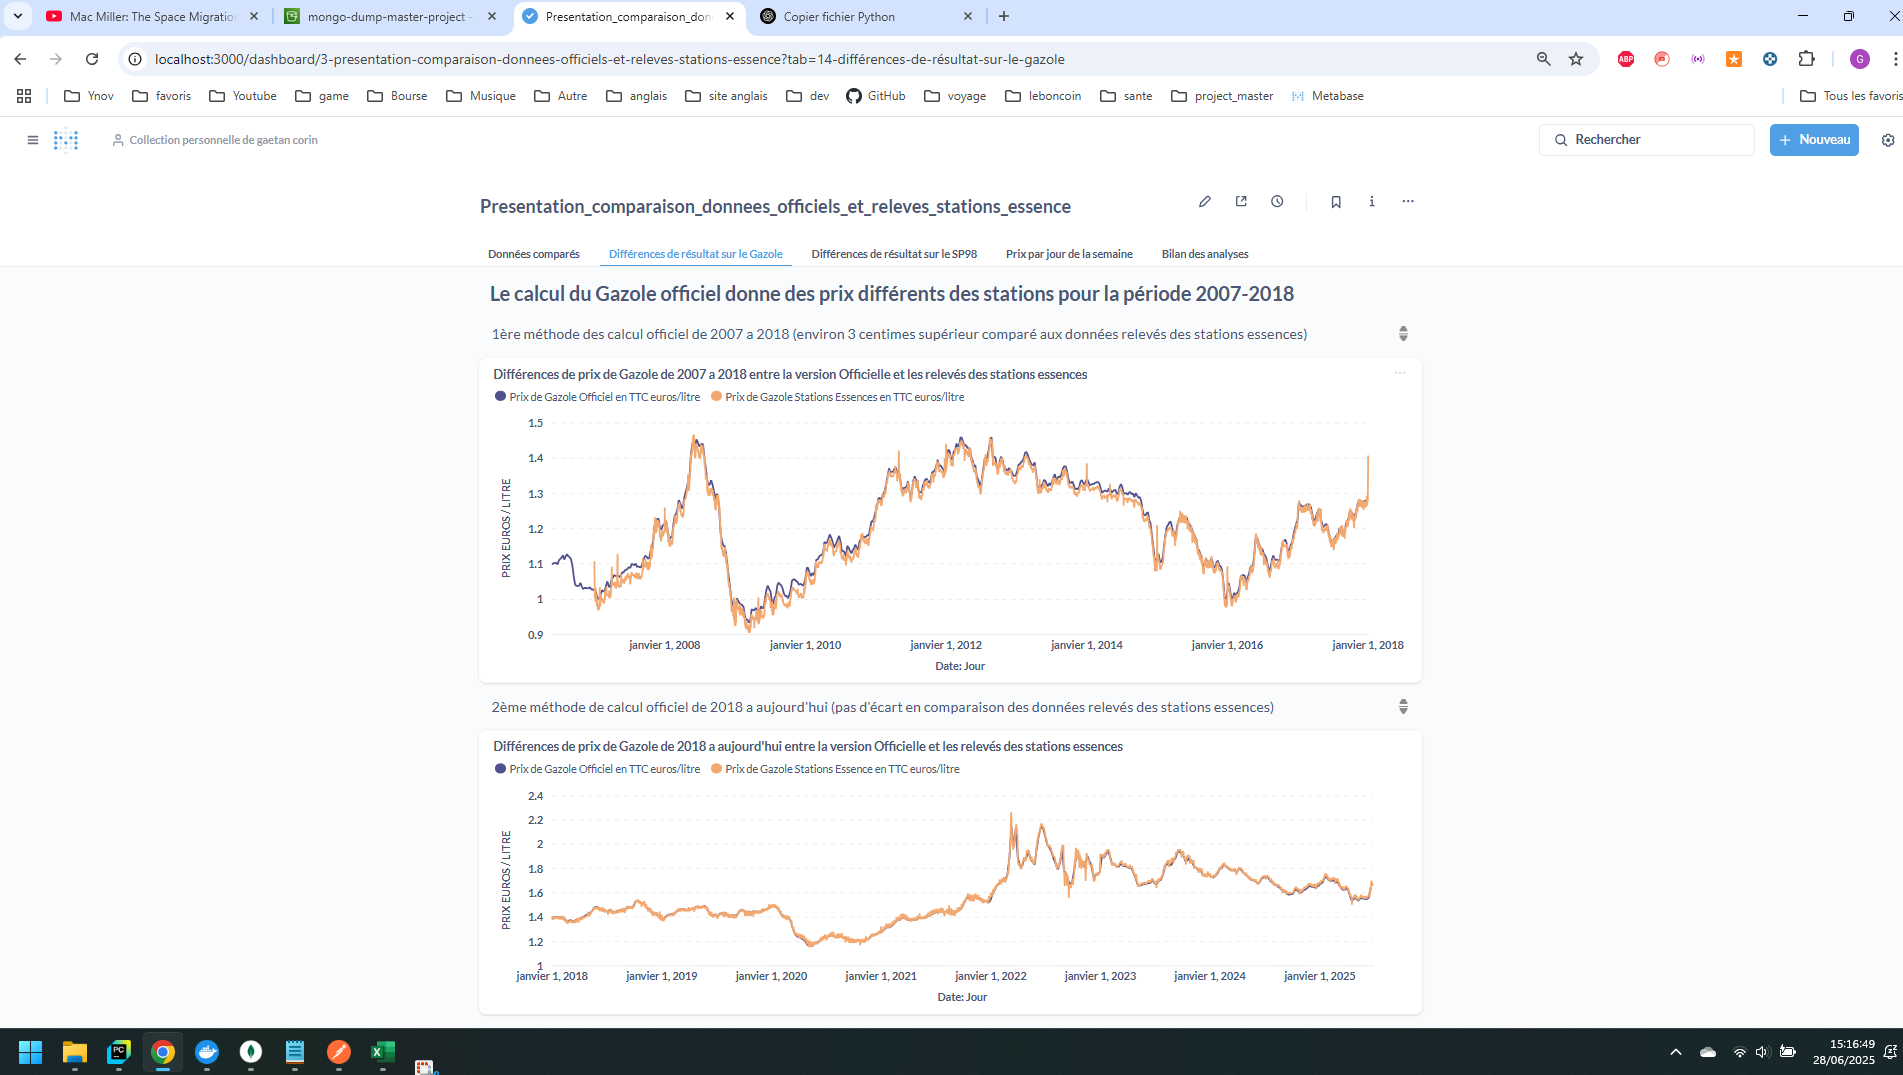 Mac Miller: The Space Migration
mongo-dump-master-project -
Presentation_comparaison_don
Copier fichier Python
localhost:3000/dashboard/3-presentation-comparaison-donnees-officiels-et-releves-stations-essence?tab=14-différences-de-résultat-sur-le-gazole
ABP
G
Ynov
favoris
Youtube
game
Bourse
Musique
Autre
anglais
site anglais
dev
GitHub
voyage
leboncoin
sante
project_master
Metabase
Tous les favoris
Collection personnelle de gaetan corin
Rechercher
+ Nouveau
Presentation_comparaison_donnees_officiels_et_releves_stations_essence
Données comparés
Différences de résultat sur le Gazole
Différences de résultat sur le SP98
Prix par jour de la semaine
Bilan des analyses
Le calcul du Gazole officiel donne des prix différents des stations pour la période 2007-2018
1ère méthode des calcul officiel de 2007 a 2018 (environ 3 centimes supérieur comparé aux données relevés des stations essences)
Différences de prix de Gazole de 2007 a 2018 entre la version Officielle et les relevés des stations essences
Prix de Gazole Officiel en TTC euros/litre
Prix de Gazole Stations Essences en TTC euros/litre
PRIX EUROS / LITRE
1.5
1.4
1.3
1.2
1.1
1
0.9
janvier 1, 2008
janvier 1, 2010
janvier 1, 2012
janvier 1, 2014
janvier 1, 2016
janvier 1, 2018
Date: Jour
2ème méthode de calcul officiel de 2018 a aujourd'hui (pas d'écart en comparaison des données relevés des stations essences)
Différences de prix de Gazole de 2018 a aujourd'hui entre la version Officielle et les relevés des stations essences
Prix de Gazole Officiel en TTC euros/litre
Prix de Gazole Stations Essence en TTC euros/litre
PRIX EUROS / LITRE
2.4
2.2
2
1.8
1.6
1.4
1.2
1
janvier 1, 2018
janvier 1, 2019
janvier 1, 2020
janvier 1, 2021
janvier 1, 2022
janvier 1, 2023
janvier 1, 2024
janvier 1, 2025
Date: Jour
PC
15:16:49
28/06/2025